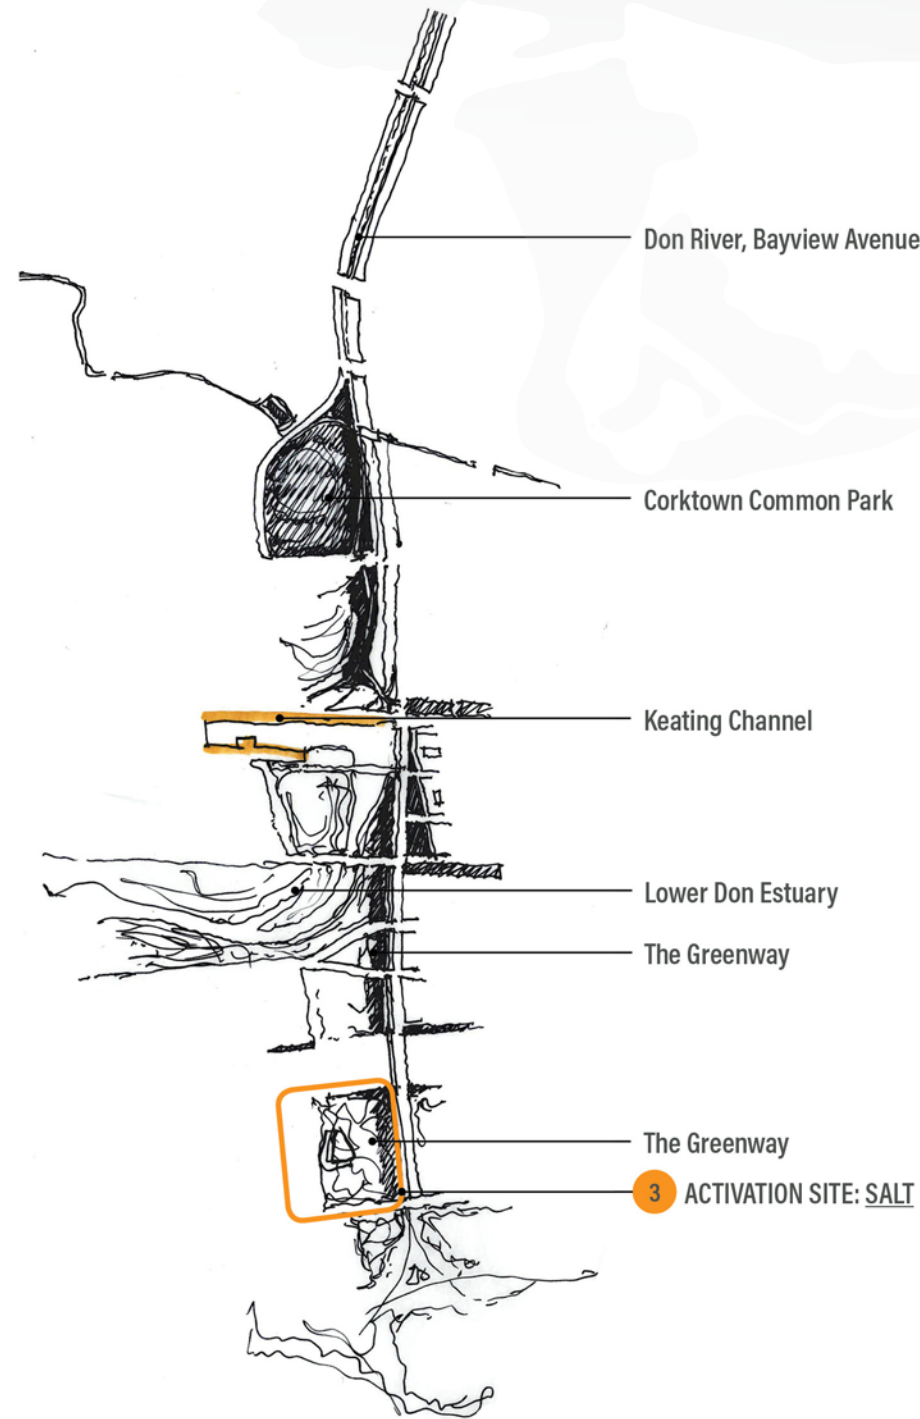 Don River, Bayview Avenue
Corktown Common Park
Keating Channel
Lower Don Estuary
The Greenway
The Greenway
3 ACTIVATION SITE: SALT